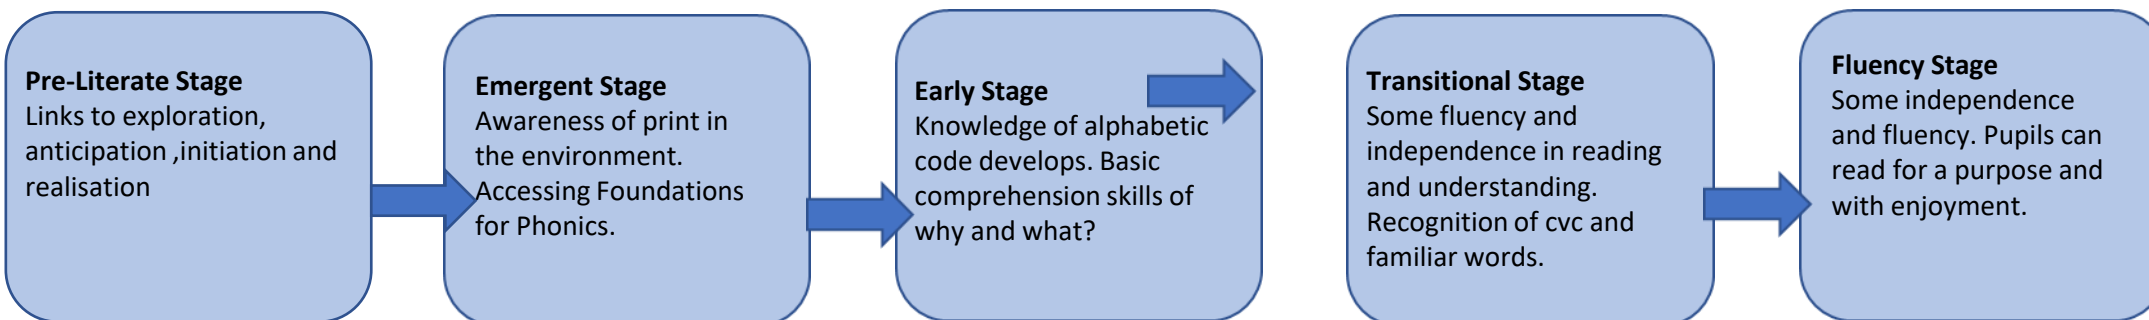 Pre-Literate Stage
Links to exploration,
anticipation ,initiation and
realisation
Emergent Stage
Awareness of print in
the environment.
Accessing Foundations
for Phonics.
Early Stage
Knowledge of alphabetic
code develops. Basic
comprehension skills of
why and what?
Transitional Stage
Some fluency and
independence in reading
and understanding.
Recognition of cvc and
familiar words.
Fluency Stage
Some independence
and fluency. Pupils can
read for a purpose and
with enjoyment.